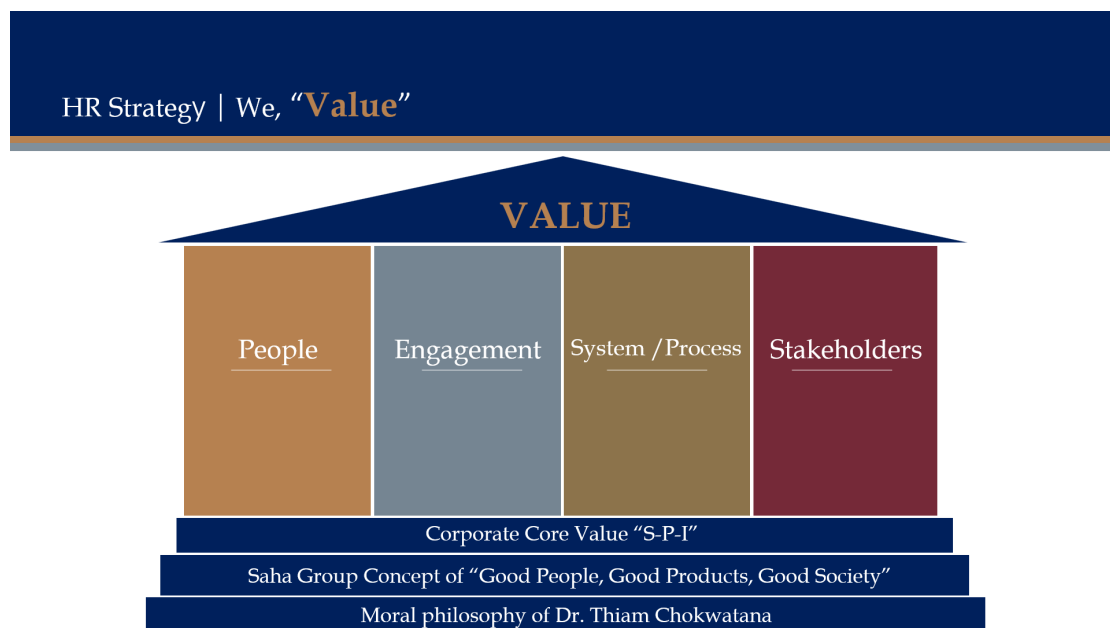 HR Strategy | We, “Value”
VALUE
People
Engagement
System /Process
Stakeholders
Corporate Core Value “S-P-I”
Saha Group Concept of “Good People, Good Products, Good Society”
Moral philosophy of Dr. Thiam Chokwatana